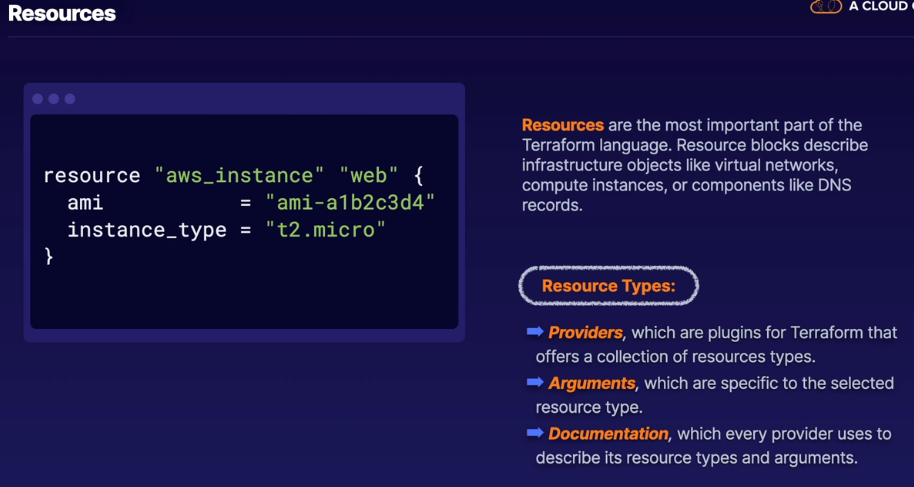 Resources
A CLOUD
resource "aws_instance" "web" {
  ami           = "ami-a1b2c3d4"
  instance_type = "t2.micro"
}
Resources are the most important part of the
Terraform language. Resource blocks describe
infrastructure objects like virtual networks,
compute instances, or components like DNS
records.
Resource Types:
Providers, which are plugins for Terraform that
offers a collection of resources types.
Arguments, which are specific to the selected
resource type.
Documentation, which every provider uses to
describe its resource types and arguments.